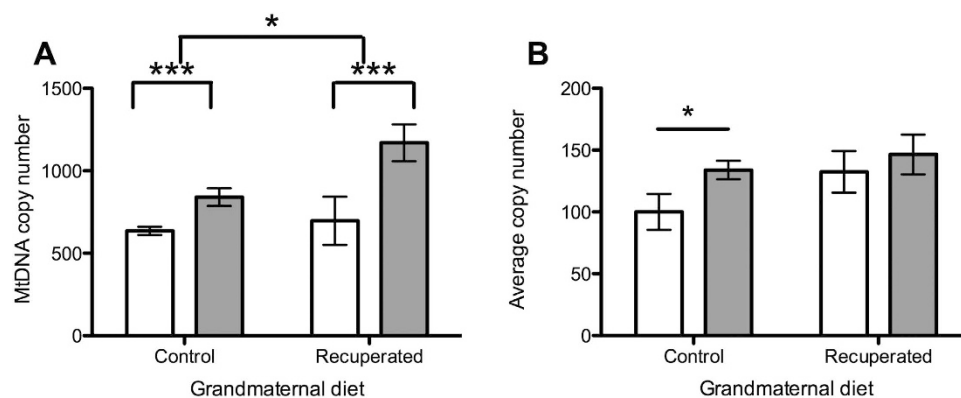 A
*
***
***
MtDNA copy number
1500
1000
500
0
Control
Recuperated
Grandmaternal diet
B
*
Average copy number
200
150
100
50
0
Control
Recuperated
Grandmaternal diet